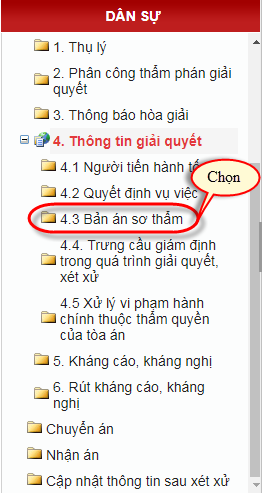 DÂN SỰ
1. Thụ lý
2. Phân công thẩm phán giải
quyết
3. Thông báo hòa giải
4. Thông tin giải quyết
4.1 Người tiến hành tố
Chọn
4.2 Quyết định vụ việc
4.3 Bản án sơ thẩm
4.4. Trưng cầu giám định
trong quá trình giải quyết,
xét xử
4.5 Xử lý vi phạm hành
chính thuộc thẩm quyền
của tòa án
5. Kháng cáo, kháng nghị
6. Rút kháng cáo, kháng
nghị
Chuyển án
Nhận án
Cập nhật thông tin sau xét xử